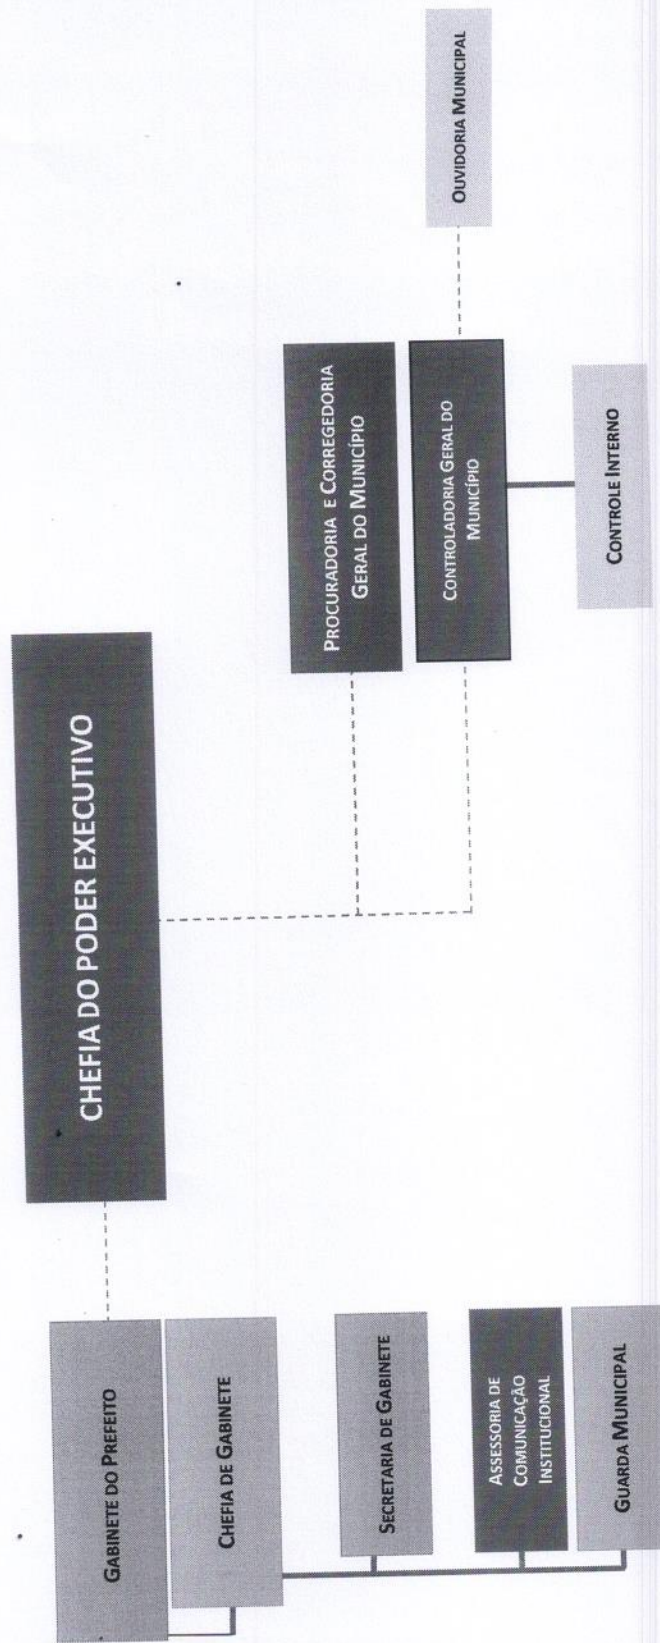 CHEFIA DO PODER EXECUTIVO
GABINETE DO PREFEITO
CHEFIA DE GABINETE
SECRETARIA DE GABINETE
ASSESSORIA DE
COMUNICAÇÃO
INSTITUCIONAL
GUARDA MUNICIPAL
PROCURADORIA E CORREGEDORIA
GERAL DO MUNICÍPIO
CONTROLADORIA GERAL DO
MUNICÍPIO
OUVIDORIA MUNICIPAL
CONTROLE INTERNO